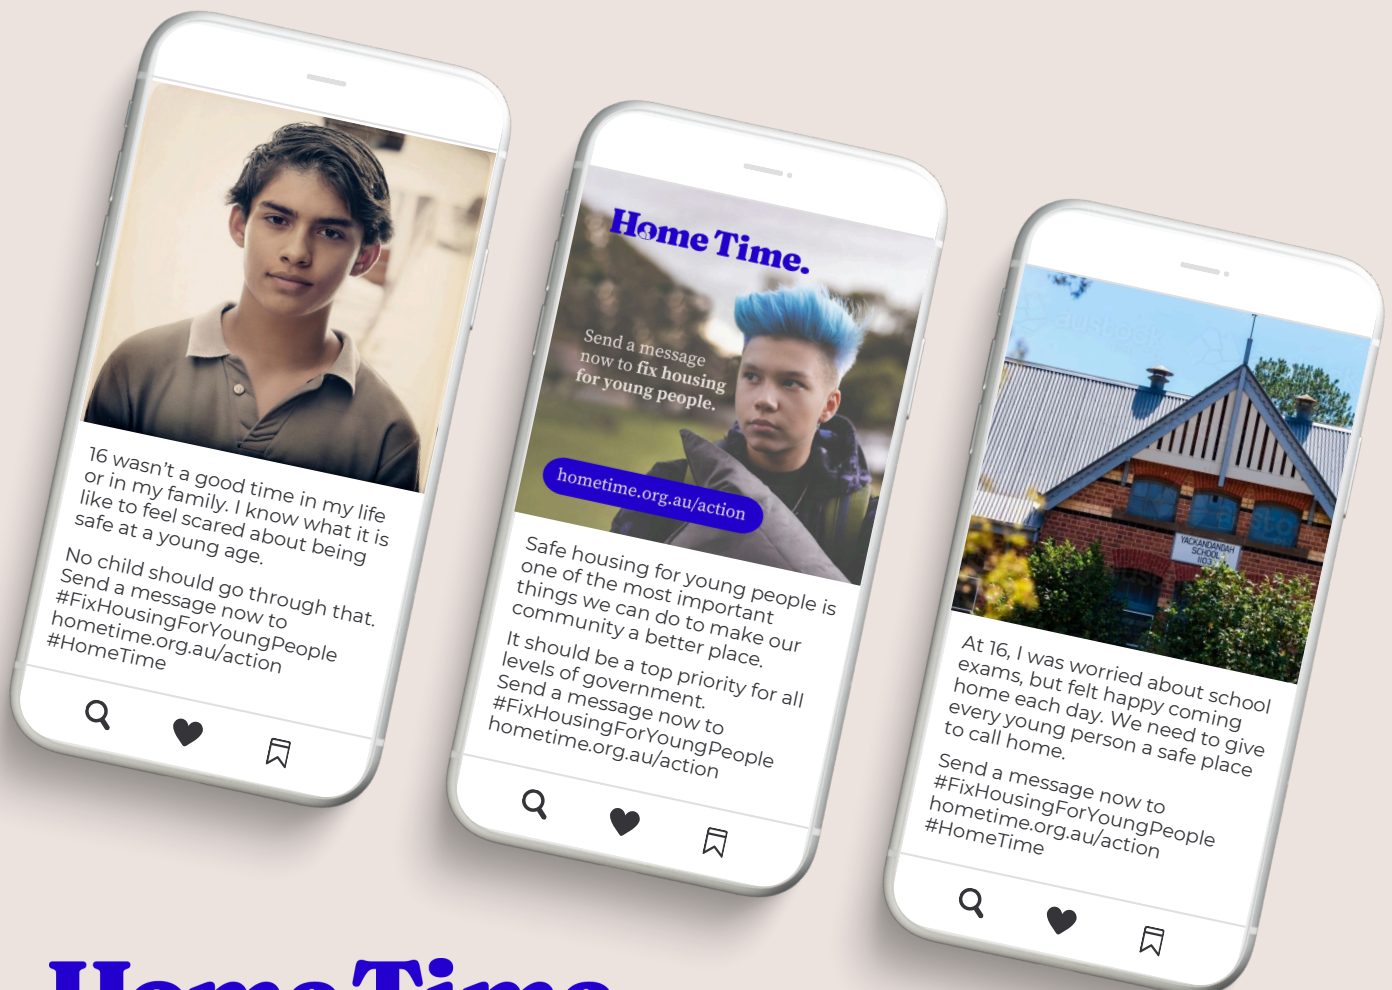 16 wasn't a good time in my life
or in my family. I know what it is
like to feel scared about being
safe at a young age.
No child should go through that.
Send a message now to
#FixHousingForYoungPeople
hometime.org.au/action
#HomeTime
Home Time.
Send a message
now to fix housing
for young people.
hometime.org.au/action
Safe housing for young people is
one of the most important
things we can do to make our
community a better place.
It should be a top priority for all
levels of government.
Send a message now to
#FixHousingForYoungPeople
hometime.org.au/action
austock
YACKANDANDAH
SCHOOL
1103
At 16, I was worried about school
exams, but felt happy coming
home each day. We need to give
every young person a safe place
to call home.
Send a message now to
#FixHousingForYoungPeople
hometime.org.au/action
#HomeTime
Home Time